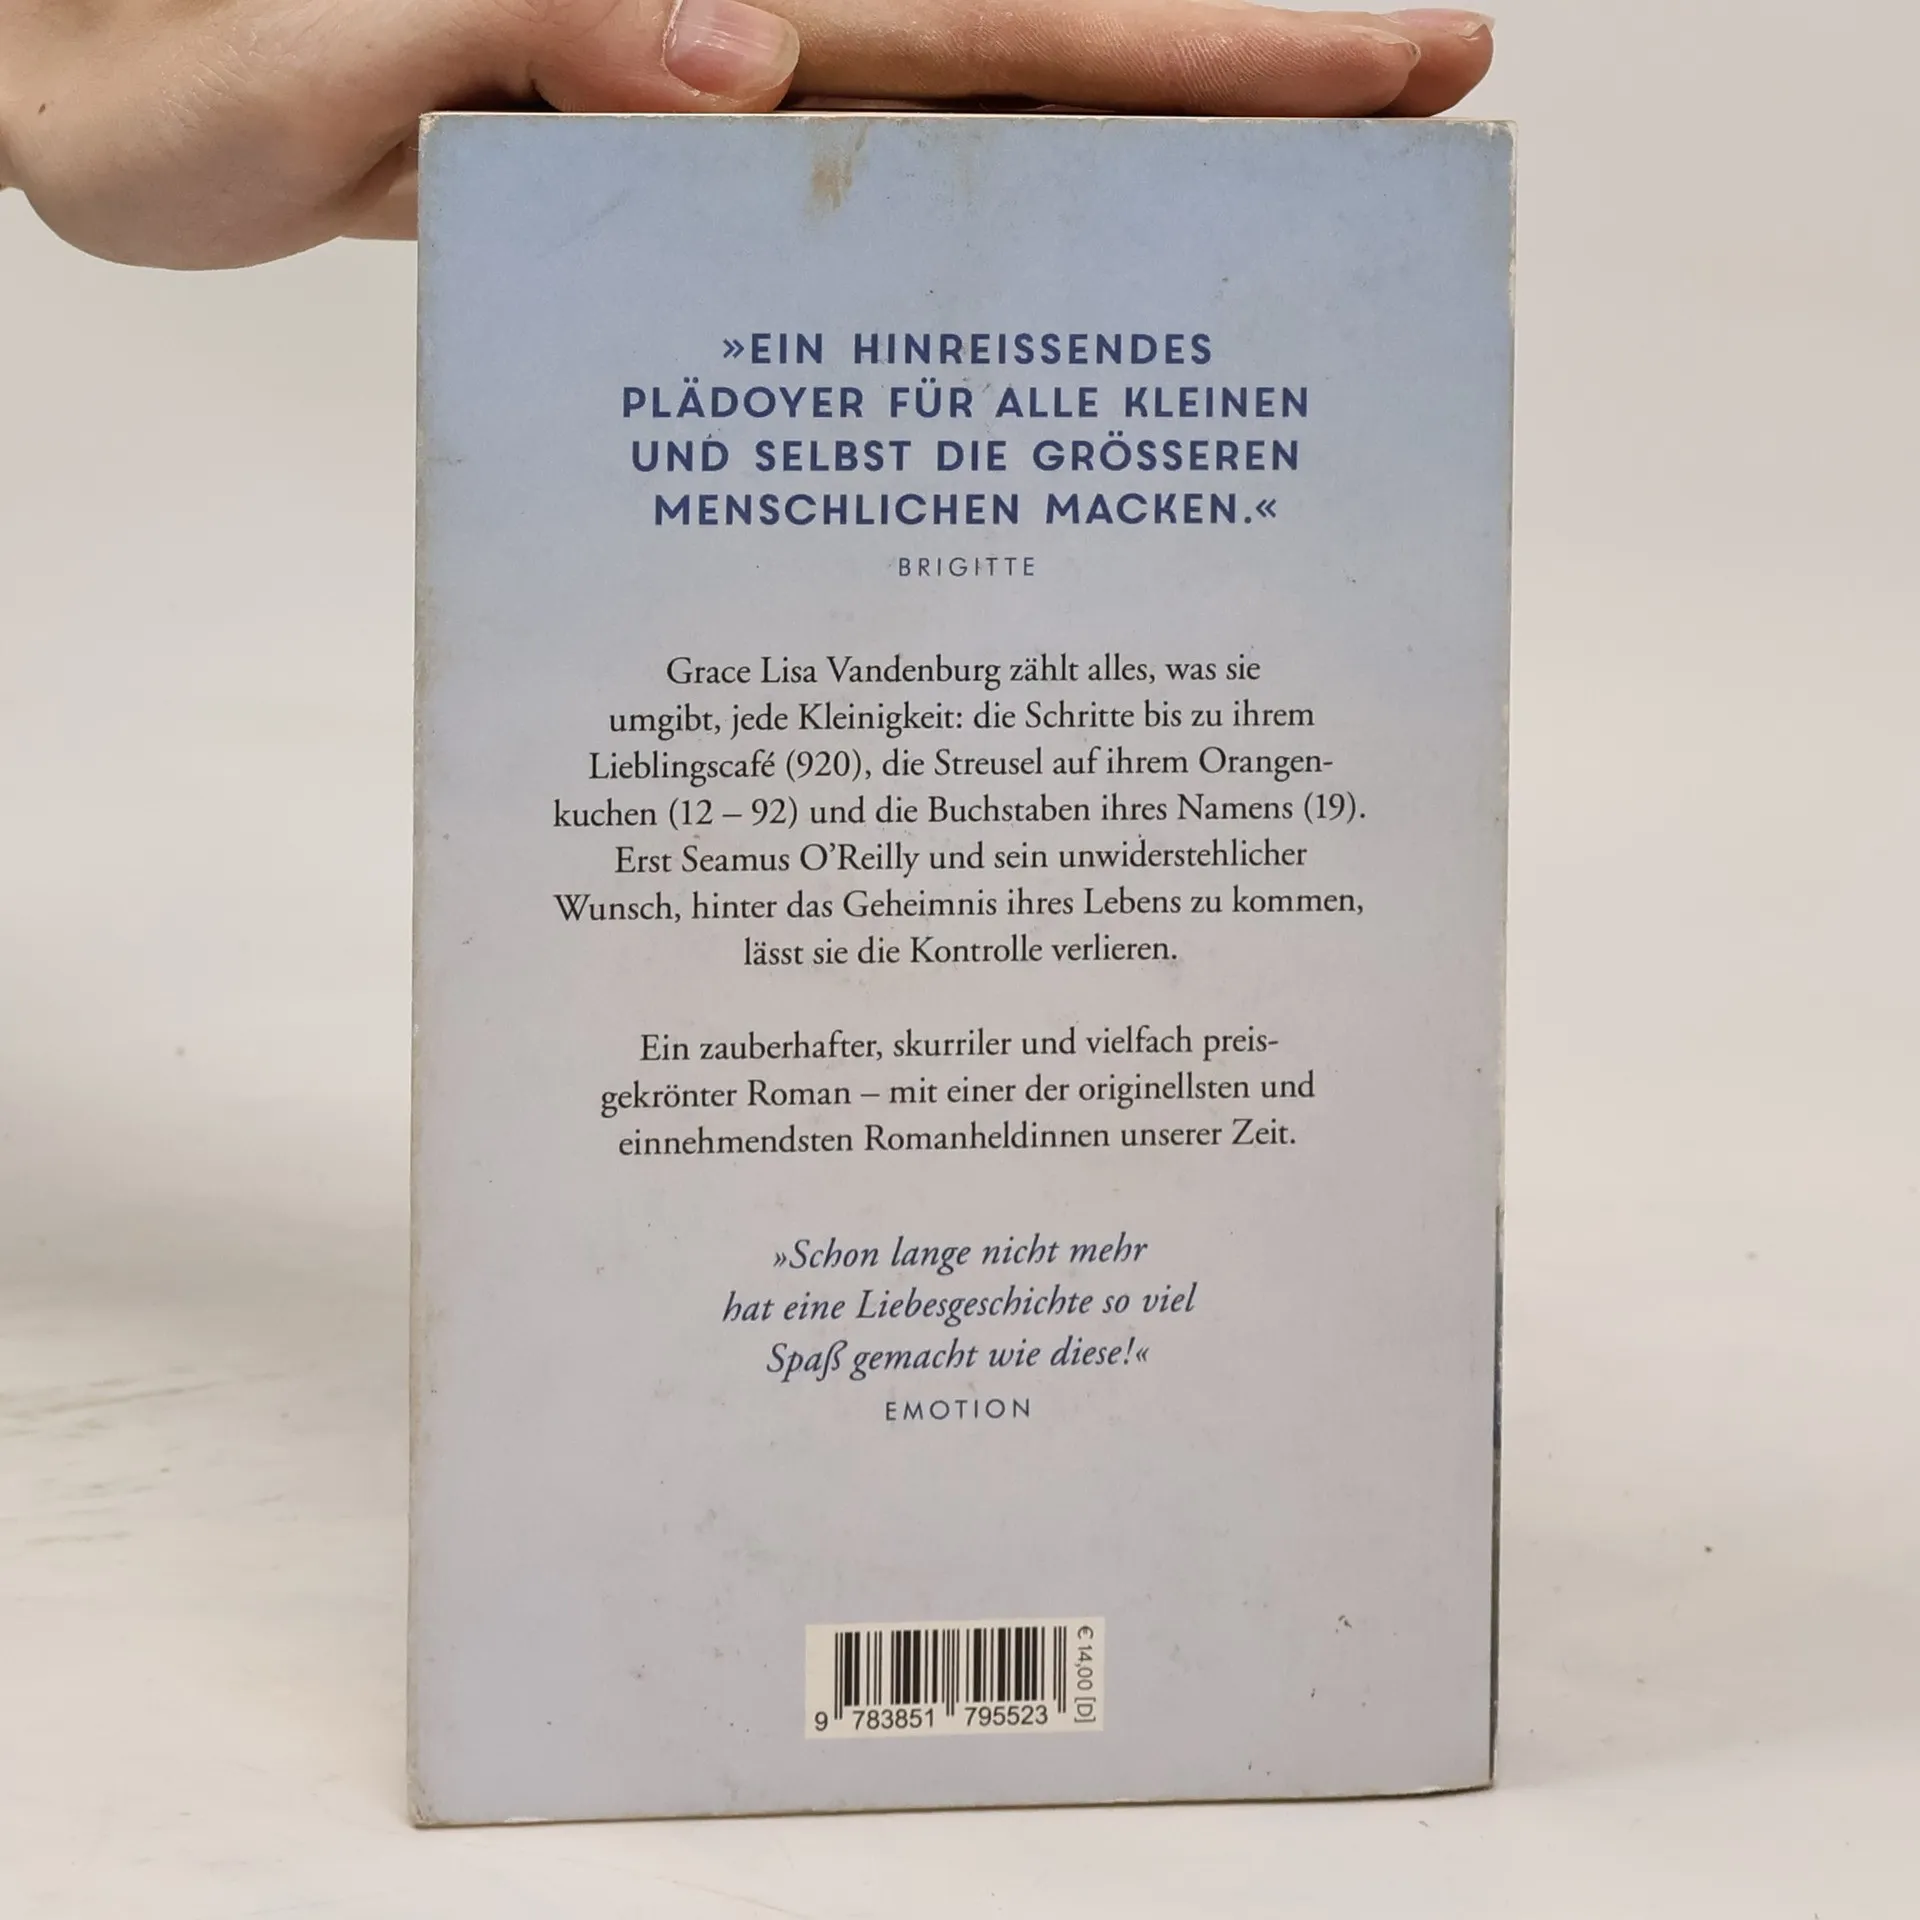 »EIN HINREISSENDES
PLÄDOYER FÜR ALLE KLEINEN
UND SELBST DIE GRÖSSEREN
MENSCHLICHEN MACKEN.«
BRIGITTE
Grace Lisa Vandenburg zählt alles, was sie
umgibt, jede Kleinigkeit: die Schritte bis zu ihrem
Lieblingscafé (920), die Streusel auf ihrem Orangen-
kuchen (12 – 92) und die Buchstaben ihres Namens (19).
Erst Seamus O’Reilly und sein unwiderstehlicher
Wunsch, hinter das Geheimnis ihres Lebens zu kommen,
lässt sie die Kontrolle verlieren.
Ein zauberhafter, skurriler und vielfach preis-
gekrönter Roman – mit einer der originellsten und
einnehmendsten Romanheldinnen unserer Zeit.
»Schon lange nicht mehr
hat eine Liebesgeschichte so viel
Spaß gemacht wie diese!«
EMOTION
9 783851 795523
€ 14,00 [D]